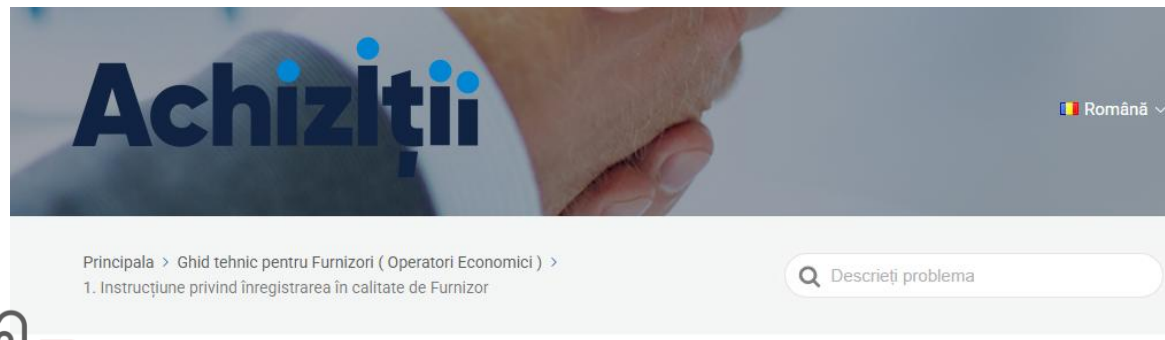 Achiziții
Română
Principala > Ghid tehnic pentru Furnizori ( Operatori Economici ) >
1. Instrucțiune privind înregistrarea în calitate de Furnizor
Descrieți problema